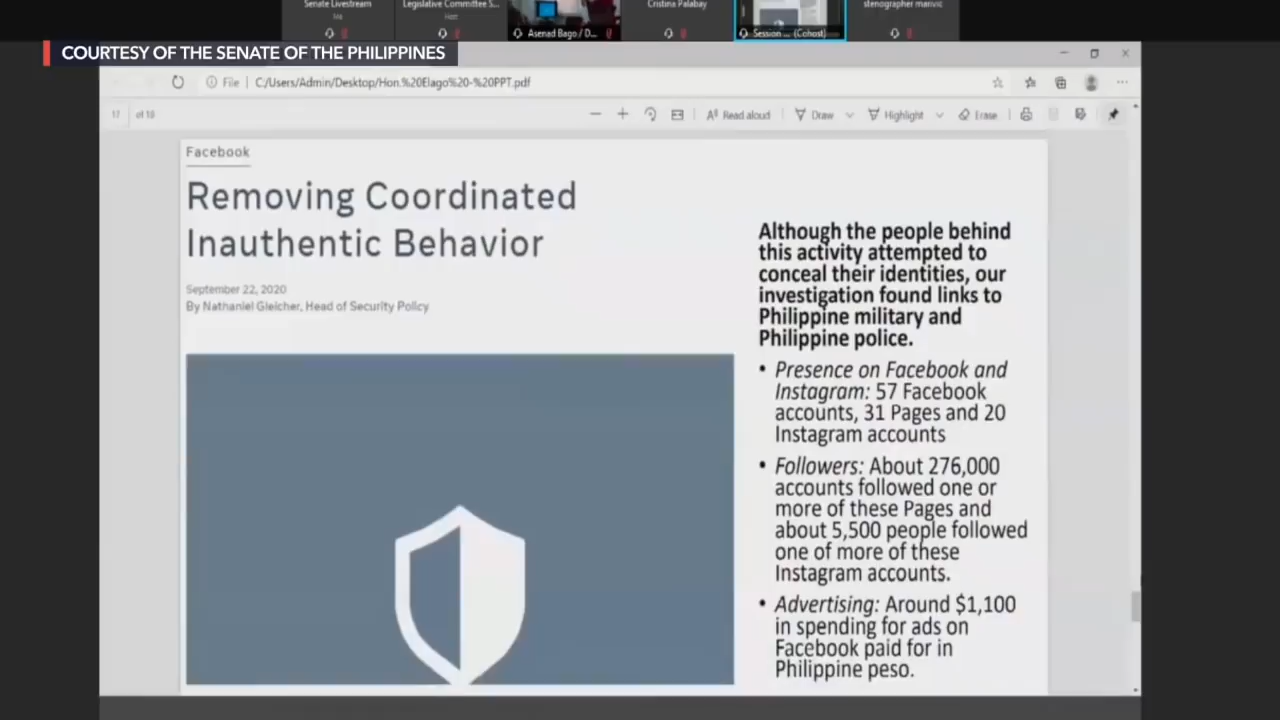 Senate Livestream
Legislative Committee S...
Cristina Palabay
stenographer marivic
Host
Asenad Bago / D...
Session ... (Cohost)
COURTESY OF THE SENATE OF THE PHILIPPINES
File
C:/Users/Admin/Desktop/Hon.%20Elago%20-%20PPT.pdf
17 of 18
Read aloud
Draw
Highlight
Erase
Facebook
Removing Coordinated
Inauthentic Behavior
September 22, 2020
By Nathaniel Gleicher, Head of Security Policy
Although the people behind
this activity attempted to
conceal their identities, our
investigation found links to
Philippine military and
Philippine police.
• Presence on Facebook and
Instagram: 57 Facebook
accounts, 31 Pages and 20
Instagram accounts
• Followers: About 276,000
accounts followed one or
more of these Pages and
about 5,500 people followed
one of more of these
Instagram accounts.
• Advertising: Around $1,100
in spending for ads on
Facebook paid for in
Philippine peso.